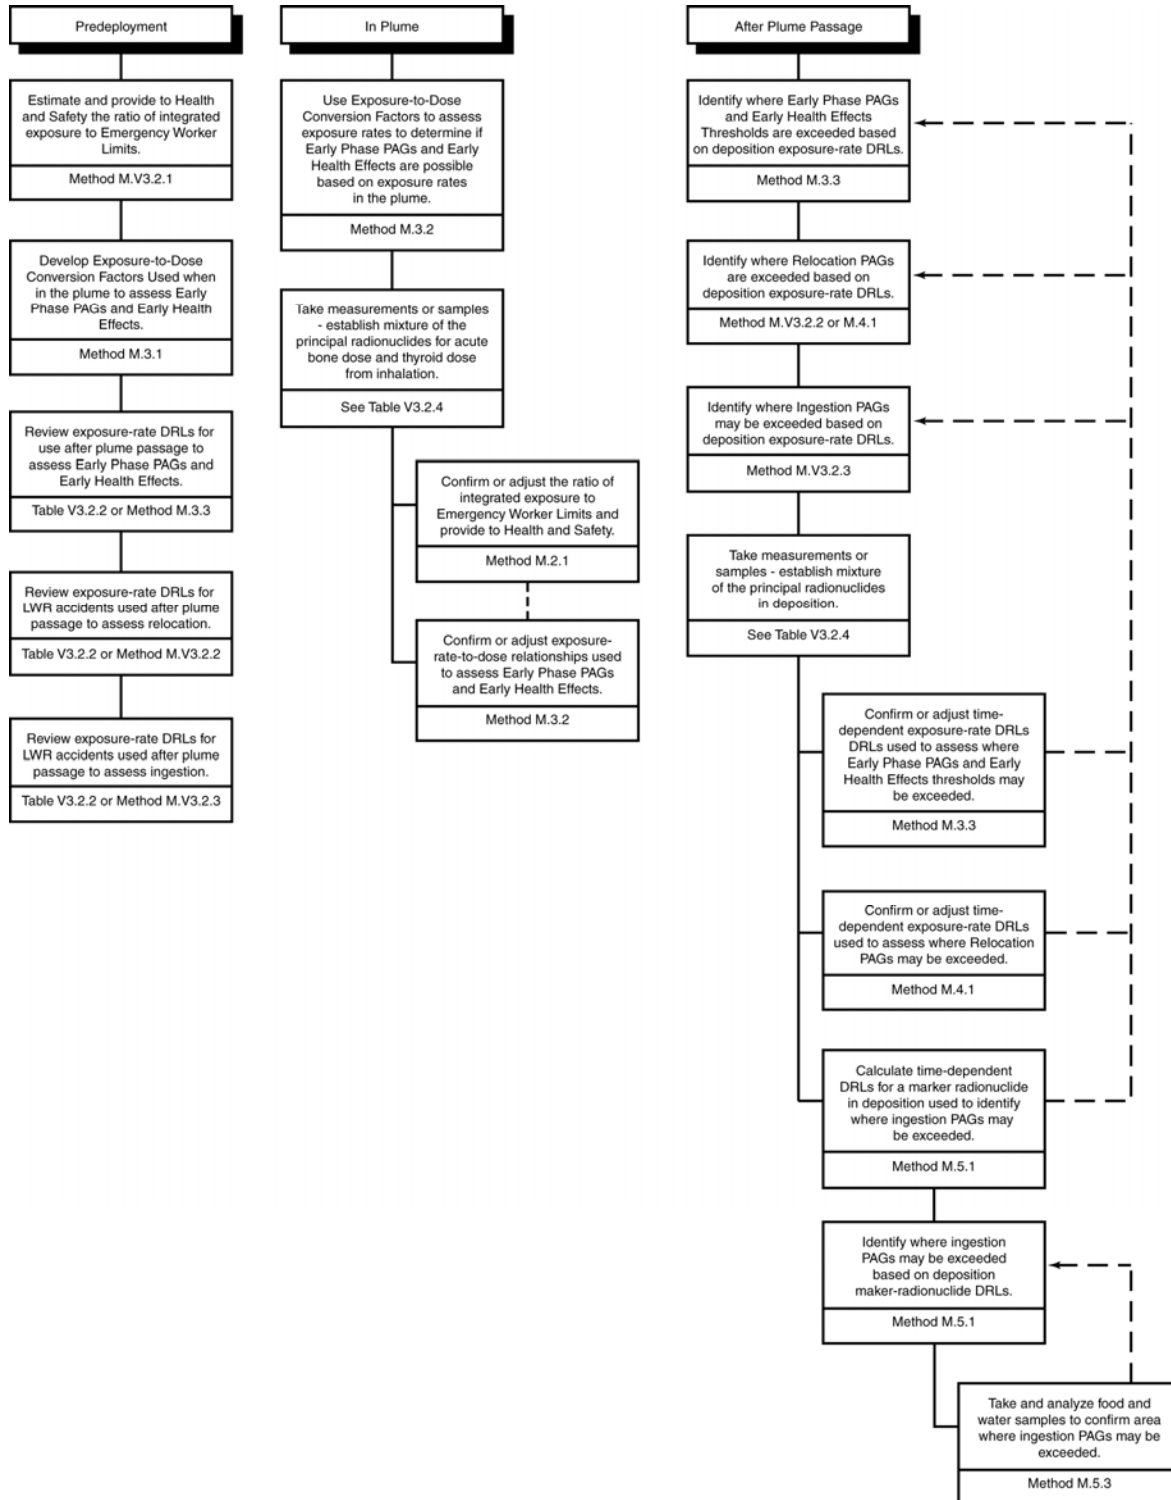 Predeployment
Estimate and provide to Health
and Safety the ratio of integrated
exposure to Emergency Worker
Limits.
Method M.V3.2.1
Develop Exposure-to-Dose
Conversion Factors Used when
in the plume to assess Early
Phase PAGs and Early Health
Effects.
Method M.3.1
Review exposure-rate DRLs for
use after plume passage to
assess Early Phase PAGs and
Early Health Effects.
Table V3.2.2 or Method M.3.3
Review exposure-rate DRLs for
LWR accidents used after plume
passage to assess relocation.
Table V3.2.2 or Method M.V3.2.2
Review exposure-rate DRLs for
LWR accidents used after plume
passage to assess ingestion.
Table V3.2.2 or Method M.V3.2.3
In Plume
Use Exposure-to-Dose
Conversion Factors to assess
exposure rates to determine if
Early Phase PAGs and Early
Health Effects are possible
based on exposure rates
in the plume.
Method M.3.2
Take measurements or samples
- establish mixture of the
principal radionuclides for acute
bone dose and thyroid dose
from inhalation.
See Table V3.2.4
Confirm or adjust the ratio of
integrated exposure to
Emergency Worker Limits and
provide to Health and Safety.
Method M.2.1
Confirm or adjust exposure-
rate-to-dose relationships used
to assess Early Phase PAGs
and Early Health Effects.
Method M.3.2
After Plume Passage
Identify where Early Phase PAGs
and Early Health Effects
Thresholds are exceeded based
on deposition exposure-rate DRLs.
Method M.3.3
Identify where Relocation PAGs
are exceeded based on
deposition exposure-rate DRLs.
Method M.V3.2.2 or M.4.1
Identify where Ingestion PAGs
may be exceeded based on
deposition exposure-rate DRLs.
Method M.V3.2.3
Take measurements or
samples - establish mixture
of the principal radionuclides
in deposition.
See Table V3.2.4
Confirm or adjust time-
dependent exposure-rate DRLs
DRLs used to assess where
Early Phase PAGs and Early
Health Effects thresholds may
be exceeded.
Method M.3.3
Confirm or adjust time-
dependent exposure-rate DRLs
used to assess where Relocation
PAGs may be exceeded.
Method M.4.1
Calculate time-dependent
DRLs for a marker radionuclide
in deposition used to identify
where ingestion PAGs may
be exceeded.
Method M.5.1
Identify where ingestion
PAGs may be exceeded
based on deposition
maker-radionuclide DRLs.
Method M.5.1
Take and analyze food and
water samples to confirm area
where ingestion PAGs may be
exceeded.
Method M.5.3